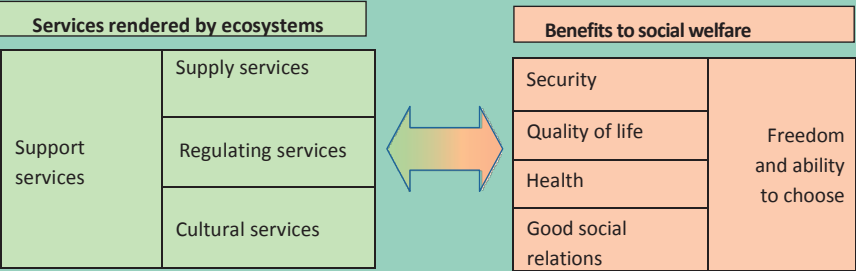 Services rendered by ecosystems
Support
services
Supply services
Regulating services
Cultural services
Benefits to social welfare
Security
Quality of life
Health
Good social
relations
Freedom
and ability
to choose